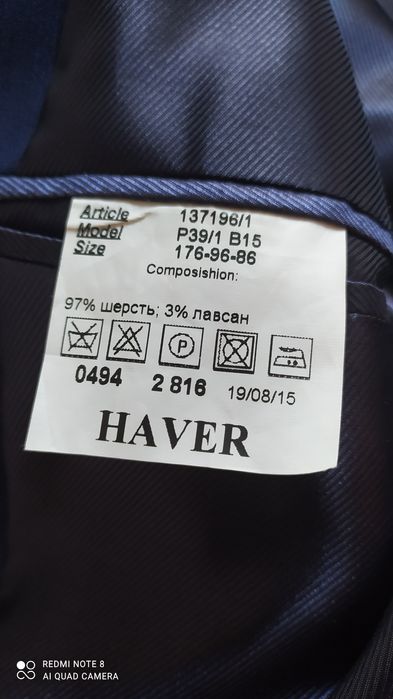 Article 137196/1
Model P39/1 B15
Size 176-96-86
Composishion:
97% шерсть; 3% лавсан
P
0494 2 816 19/08/15
HAVER
REDMI NOTE 8
AI QUAD CAMERA